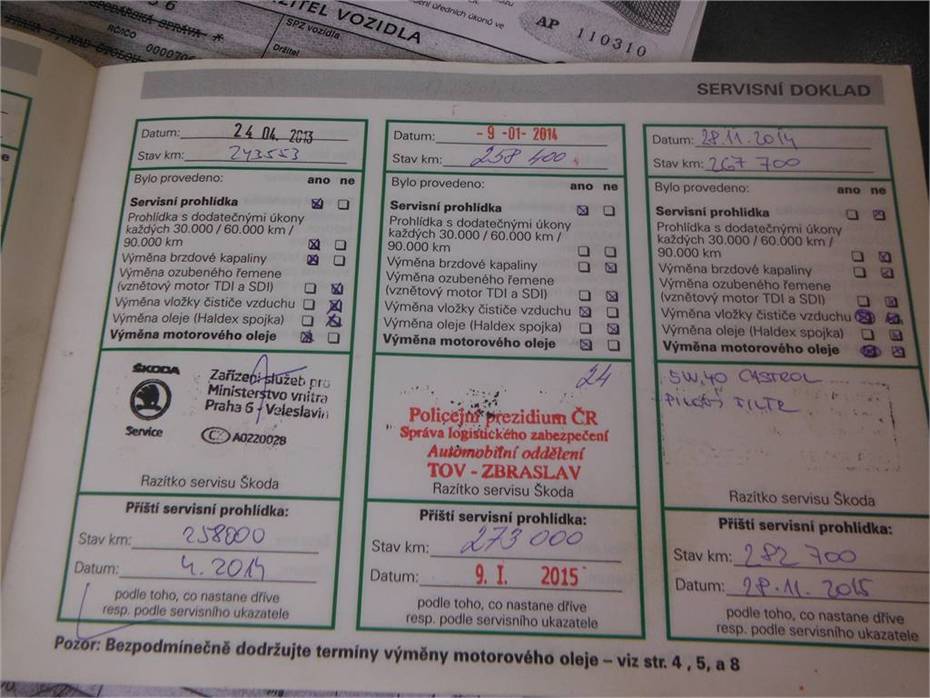 DRŽITEL VOZIDLA
SPZ vozidla
Držitel
AP
110310
RČ/IČO
00007
SERVISNÍ DOKLAD
Datum: 24 04. 2013
Stav km: 243553
Bylo provedeno: ano ne
Servisní prohlídka
Prohlídka s dodatečnými úkony
každých 30.000 / 60.000 km /
90.000 km
Výměna brzdové kapaliny
Výměna ozubeného řemene
(vznětový motor TDI a SDI)
Výměna vložky čističe vzduchu
Výměna oleje (Haldex spojka)
Výměna motorového oleje
ŠKODA
Service
Zařízení služeb pro
Ministerstvo vnitra
Praha 6 - Veleslavín
CZ A0220028
Razítko servisu Škoda
Příští servisní prohlídka:
Stav km: 258000
Datum: 4. 2014
podle toho, co nastane dříve
resp. podle servisního ukazatele
Datum: - 9 -01- 2014
Stav km: 258 400
Bylo provedeno: ano ne
Servisní prohlídka
Prohlídka s dodatečnými úkony
každých 30.000 / 60.000 km /
90.000 km
Výměna brzdové kapaliny
Výměna ozubeného řemene
(vznětový motor TDI a SDI)
Výměna vložky čističe vzduchu
Výměna oleje (Haldex spojka)
Výměna motorového oleje
24
Policejní prezidium ČR
Správa logistického zabezpečení
Automobilní oddělení
TOV - ZBRASLAV
Razítko servisu Škoda
Příští servisní prohlídka:
Stav km: 273 000
Datum: 9. I. 2015
podle toho, co nastane dříve
resp. podle servisního ukazatele
Datum: 28.11.2014
Stav km: 267 700
Bylo provedeno: ano ne
Servisní prohlídka
Prohlídka s dodatečnými úkony
každých 30.000 / 60.000 km /
90.000 km
Výměna brzdové kapaliny
Výměna ozubeného řemene
(vznětový motor TDI a SDI)
Výměna vložky čističe vzduchu
Výměna oleje (Haldex spojka)
Výměna motorového oleje
5W40 CASTROL
PILOVÝ FILTR
Razítko servisu Škoda
Příští servisní prohlídka:
Stav km: 282 700
Datum: 28.11.2015
podle toho, co nastane dříve
resp. podle servisního ukazatele
Pozor: Bezpodmínečně dodržujte termíny výměny motorového oleje – viz str. 4 , 5, a 8